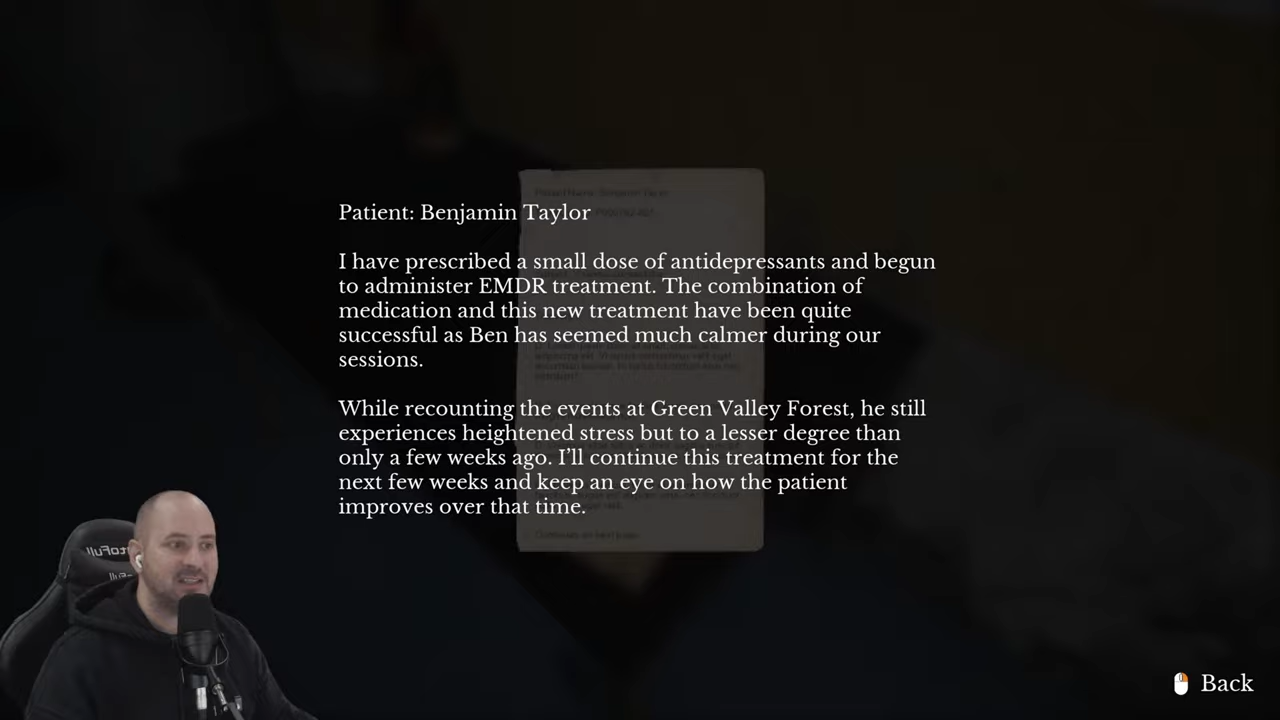 Patient: Benjamin Taylor
I have prescribed a small dose of antidepressants and begun
to administer EMDR treatment. The combination of
medication and this new treatment have been quite
successful as Ben has seemed much calmer during our
sessions.
While recounting the events at Green Valley Forest, he still
experiences heightened stress but to a lesser degree than
only a few weeks ago. I’ll continue this treatment for the
next few weeks and keep an eye on how the patient
improves over that time.
Back